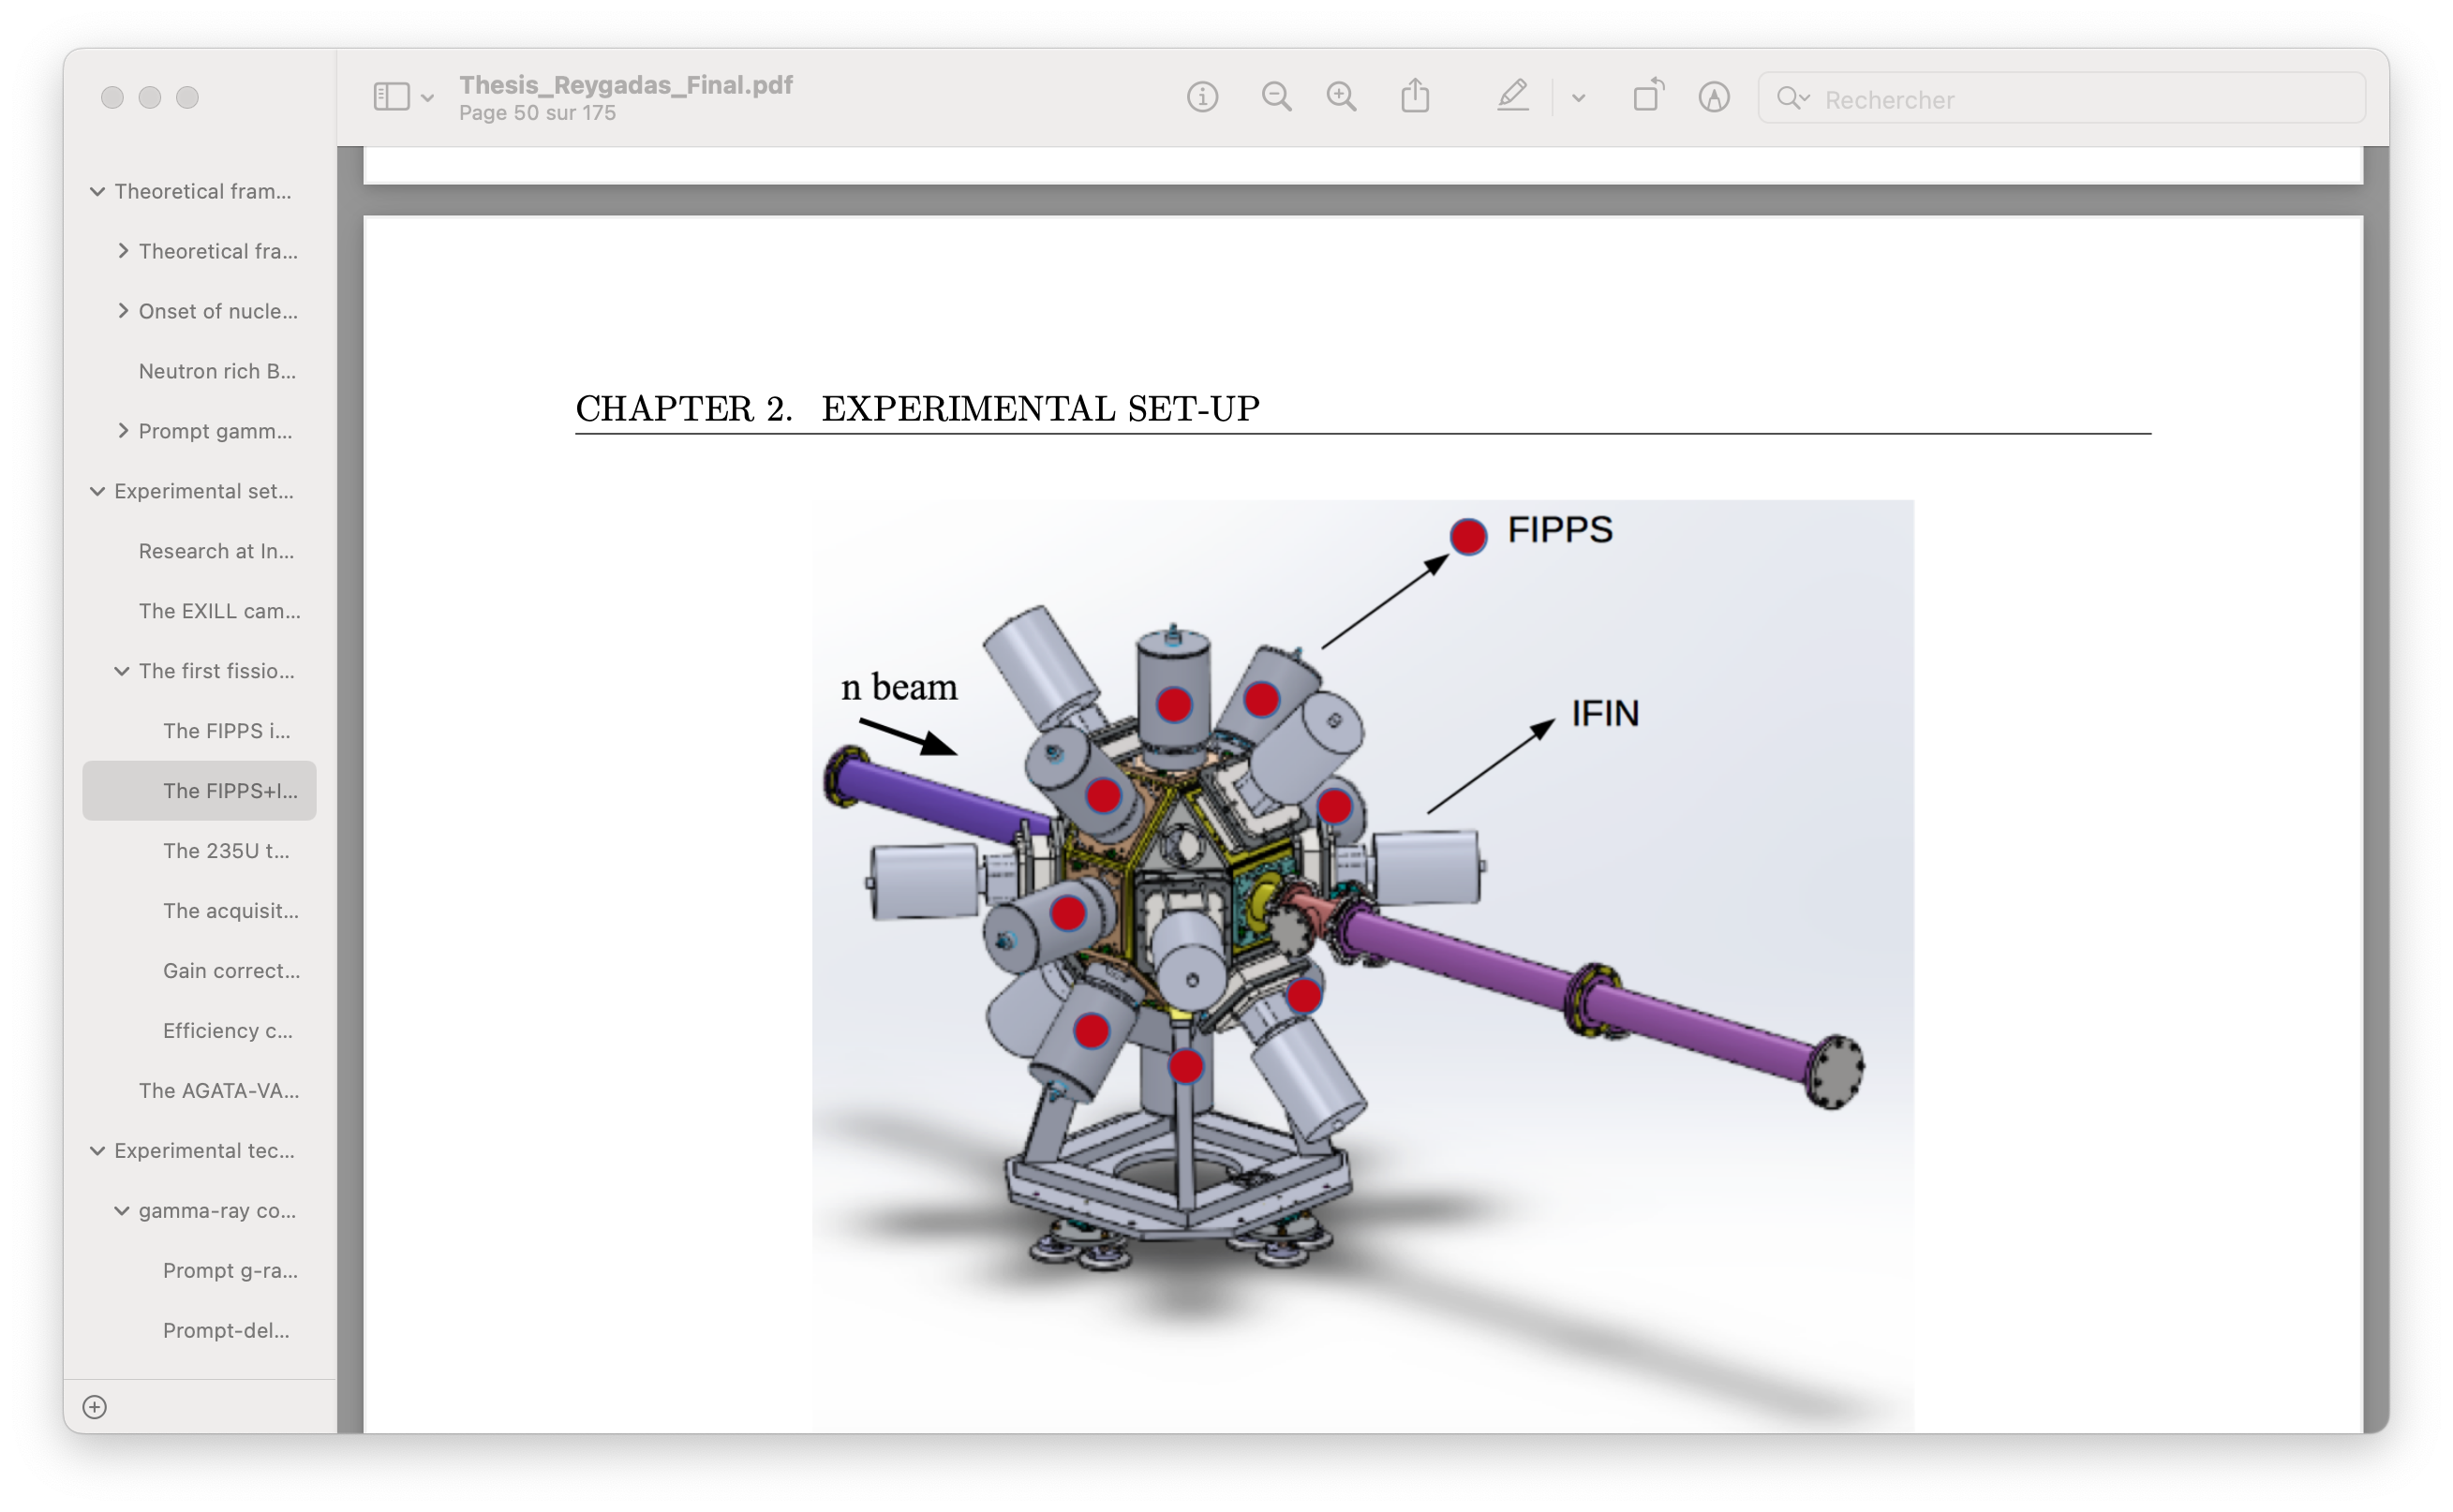 Thesis_Reygadas_Final.pdf
Page 50 sur 175
Rechercher
Theoretical fram...
Theoretical fra...
Onset of nucle...
Neutron rich B...
Prompt gamm...
Experimental set...
Research at In...
The EXILL cam...
The first fissio...
The FIPPS i...
The FIPPS+I...
The 235U t...
The acquisit...
Gain correct...
Efficiency c...
The AGATA-VA...
Experimental tec...
gamma-ray co...
Prompt g-ra...
Prompt-del...
CHAPTER 2. EXPERIMENTAL SET-UP
FIPPS
n beam
IFIN